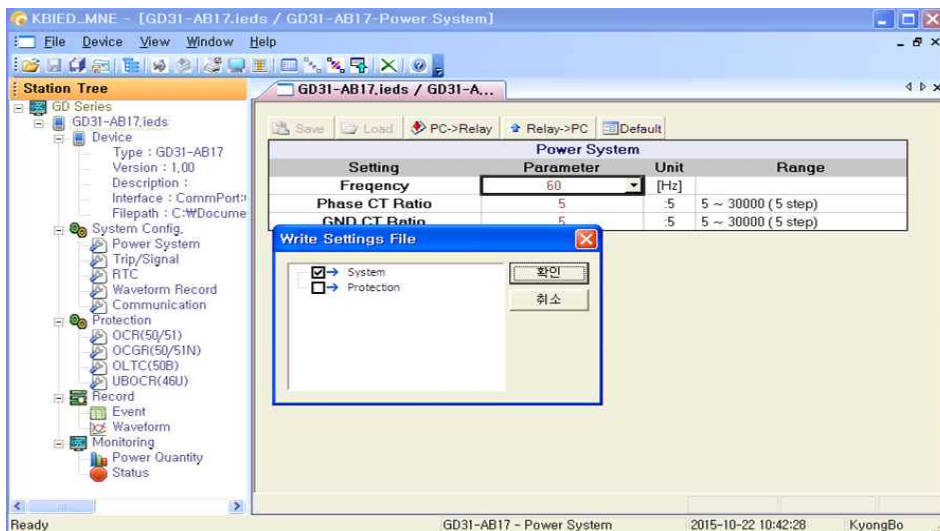 KBIED_MNE - [GD31-AB17.ieds / GD31-AB17-Power System]
File Device View Window Help
Station Tree
GD31-AB17.ieds / GD31-A...
GD Series
GD31-AB17.ieds
Device
Type : GD31-AB17
Version : 1.00
Description :
Interface : CommPort
Filepath : C:₩Docume
System Config.
Power System
Trip/Signal
RTC
Waveform Record
Communication
Protection
OCR(50/51)
OCGR(50/51N)
OLTC(50B)
UBOCR(46U)
Record
Event
Waveform
Monitoring
Power Quantity
Status
Save Load PC->Relay Relay->PC Default
Power System
Setting Parameter Unit Range
Freqency 60 [Hz]
Phase CT Ratio 5 :5 5 ~ 30000 (5 step)
GND CT Ratio 5 :5 5 ~ 30000 (5 step)
Write Settings File
System
Protection
확인
취소
Ready GD31-AB17 - Power System 2015-10-22 10:42:28 KyongBo